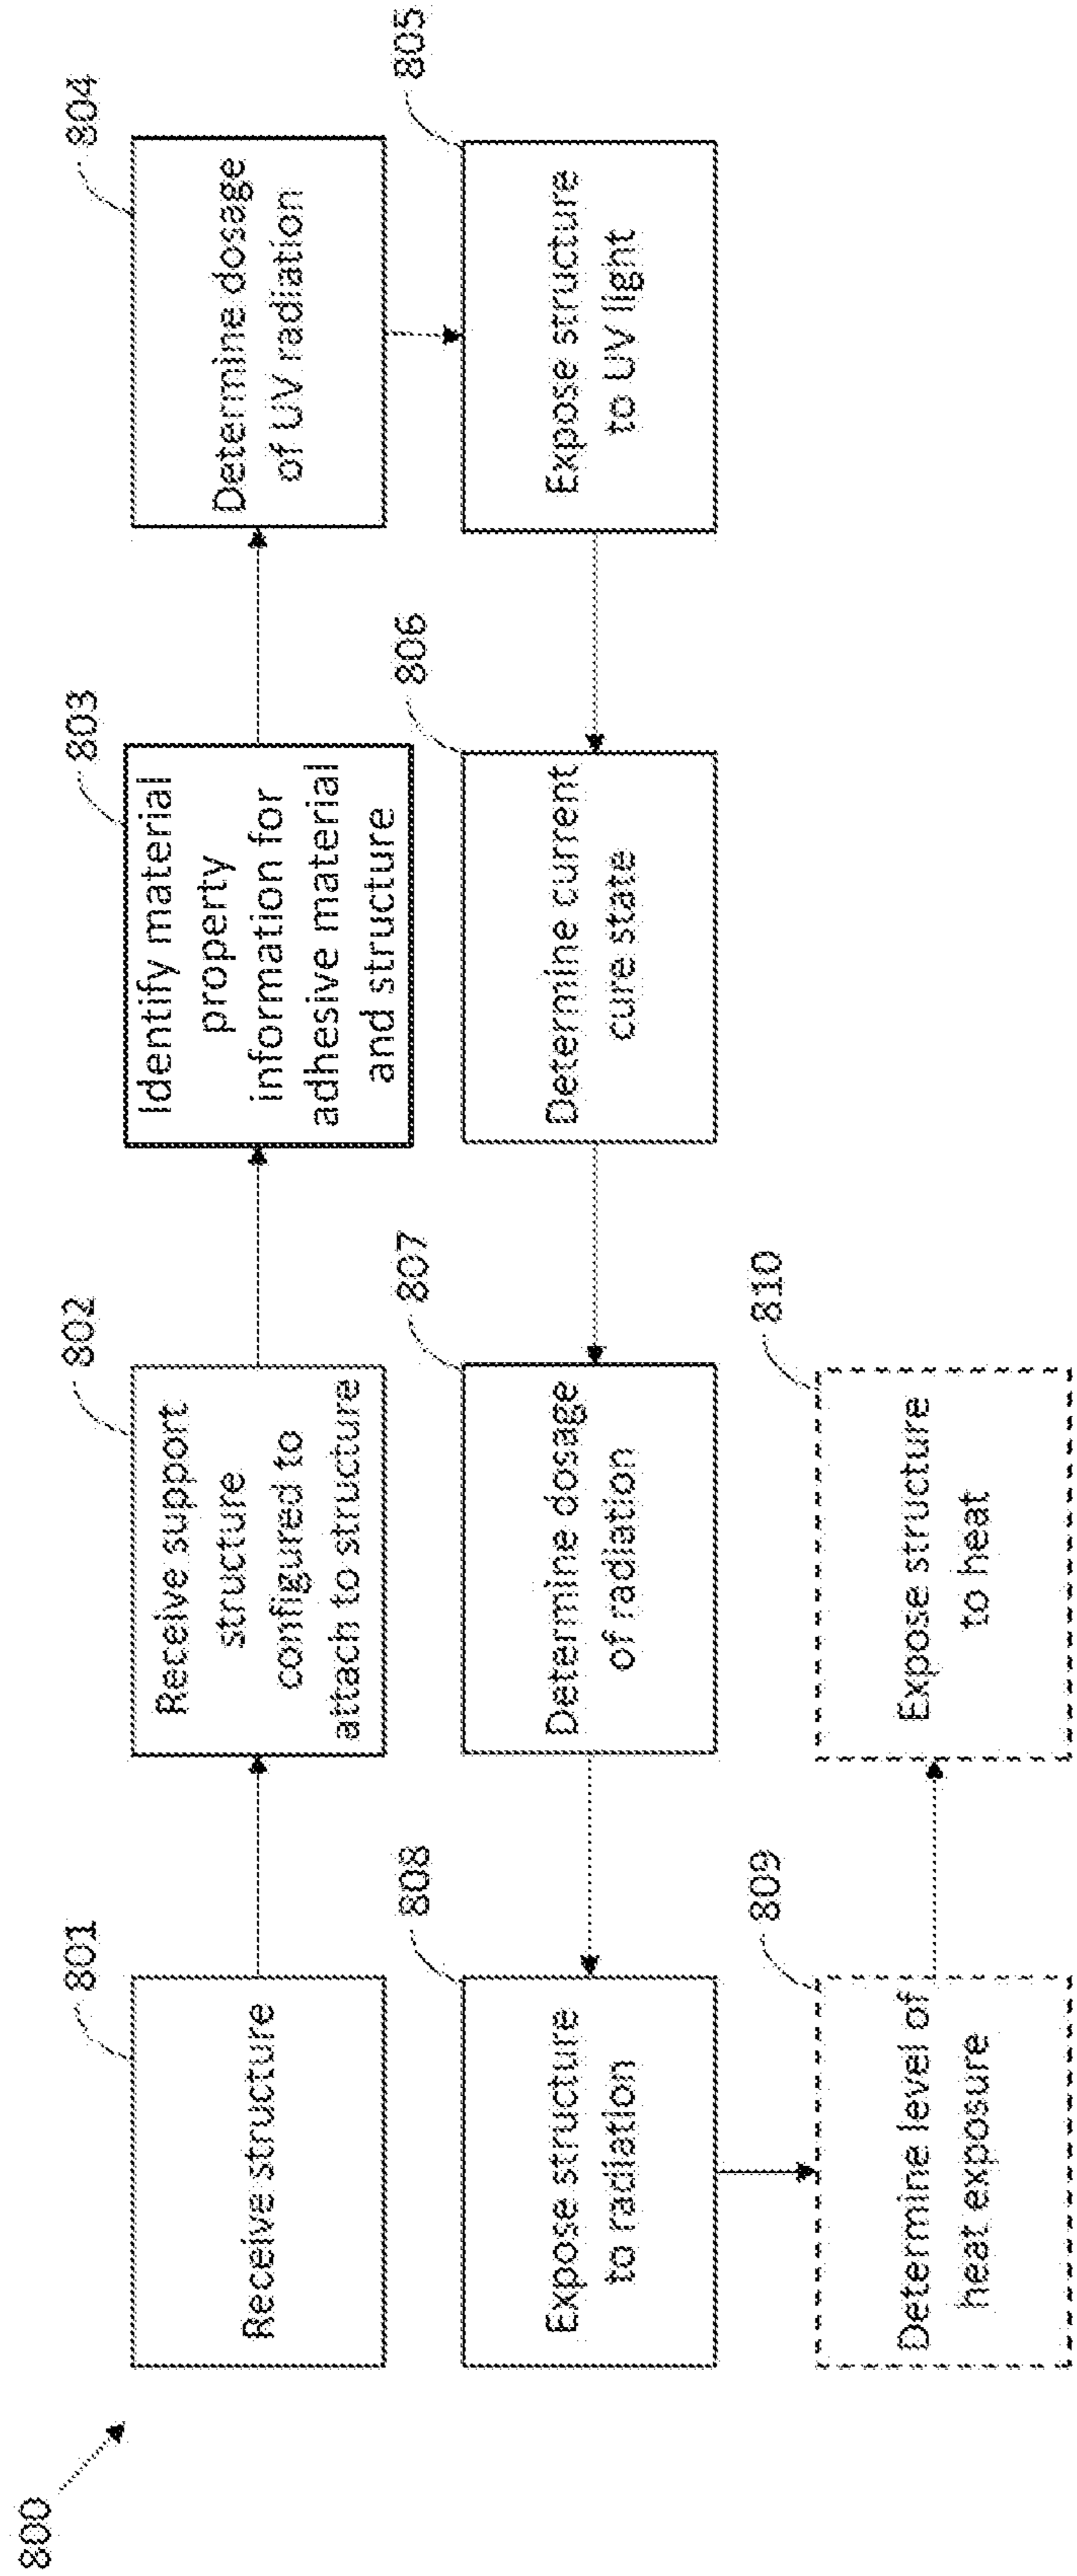 800
801
Receive structure
802
Receive support
structure
configured to
attach to structure
803
Identify material
property
information for
adhesive material
and structure
804
Determine dosage
of UV radiation
805
Expose structure
to UV light
806
Determine current
cure state
807
Determine dosage
of radiation
808
Expose structure
to radiation
809
Determine level of
heat exposure
810
Expose structure
to heat